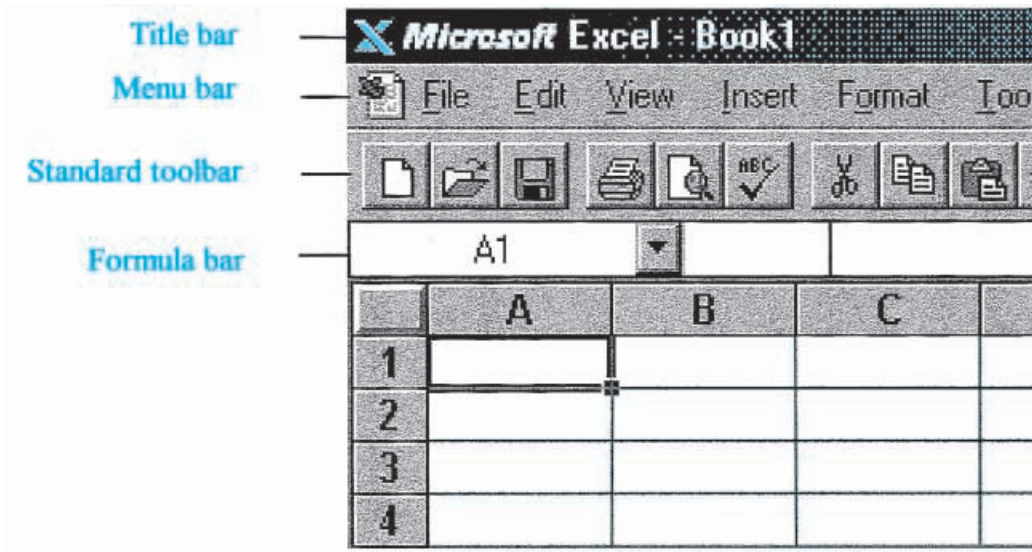 Title bar
Microsoft Excel - Book1
Menu bar
File Edit View Insert Format Too
Standard toolbar
ABC
Formula bar
A1
A B C
1
2
3
4